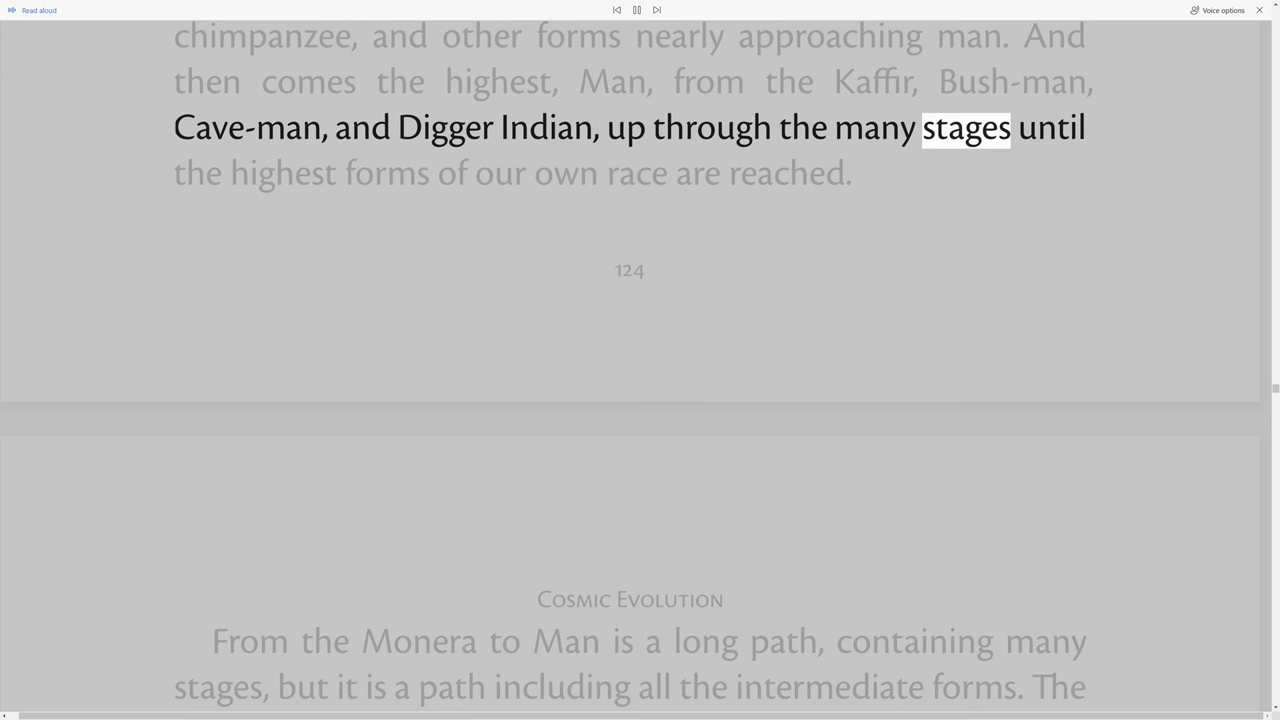 Read aloud
Voice options
chimpanzee, and other forms nearly approaching man. And
then comes the highest, Man, from the Kaffir, Bush-man,
Cave-man, and Digger Indian, up through the many stages until
the highest forms of our own race are reached.
124
Cosmic Evolution
From the Monera to Man is a long path, containing many
stages, but it is a path including all the intermediate forms. The